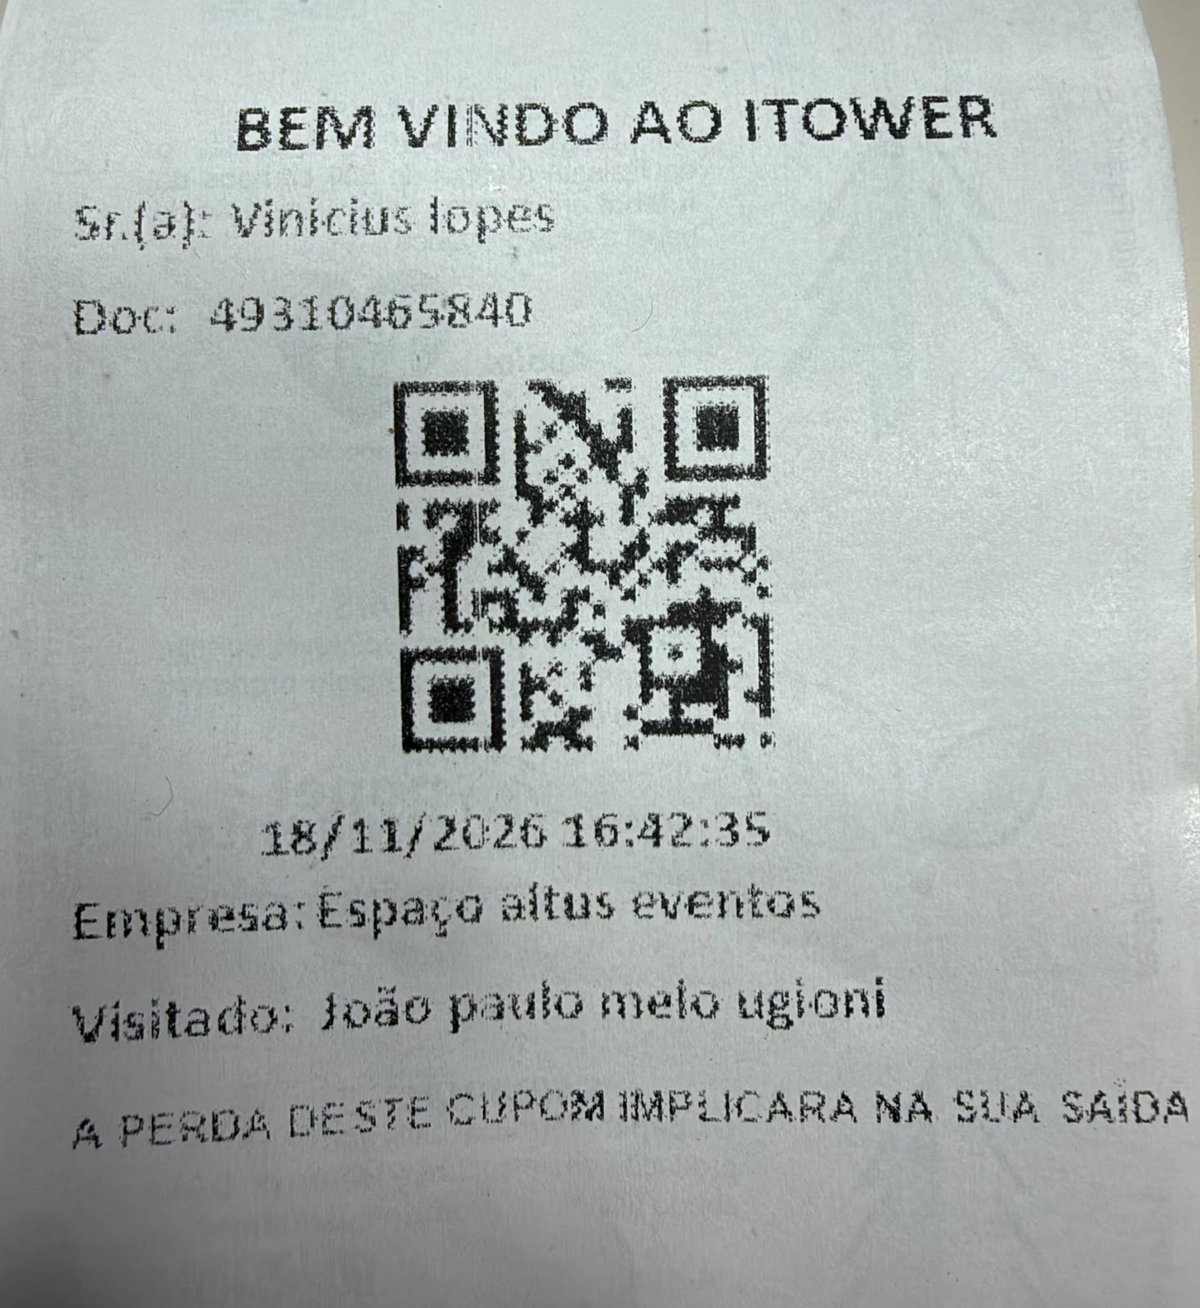 BEM VINDO AO ITOWER
Sr.(a): Vinicius lopes
Doc: 49310465840
18/11/2026 16:42:35
Empresa: Espaço altus eventos
Visitado: João paulo melo ugioni
A PERDA DESTE CUPOM IMPLICARA NA SUA SAÍDA